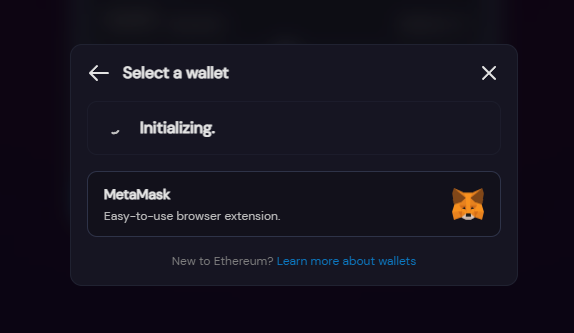 Select a wallet
Initializing.
MetaMask
Easy-to-use browser extension.
New to Ethereum? Learn more about wallets